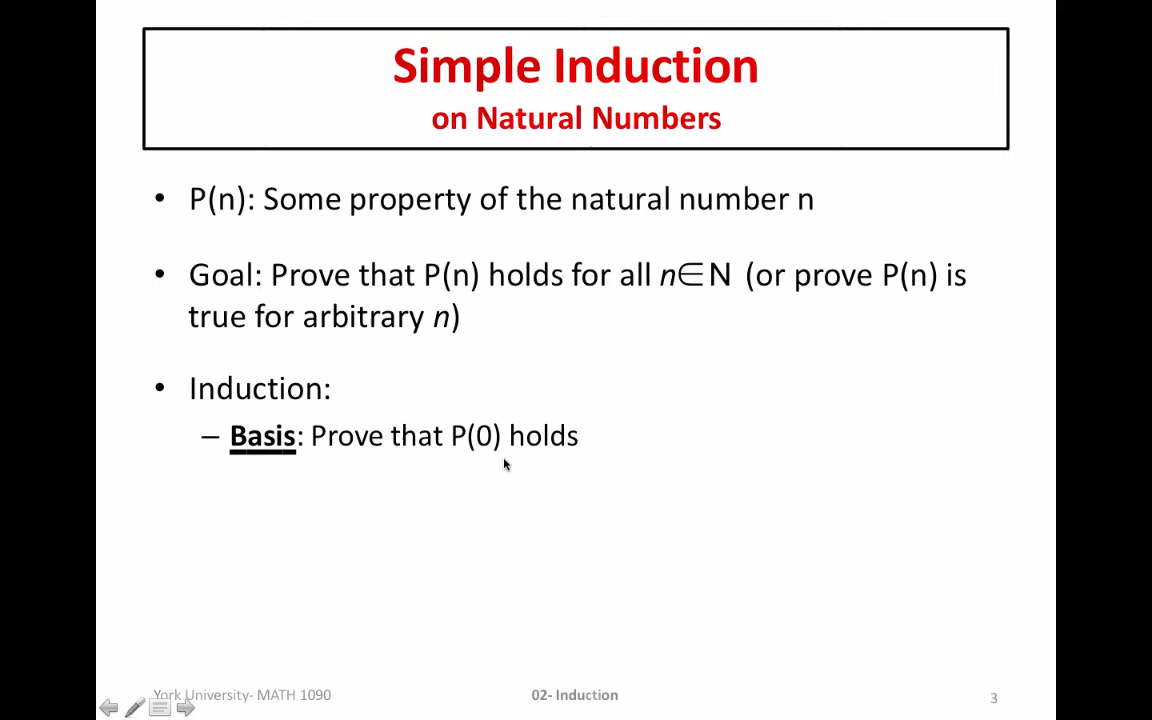 Simple Induction
on Natural Numbers
• P(n): Some property of the natural number n
• Goal: Prove that P(n) holds for all n∈N (or prove P(n) is
true for arbitrary n)
• Induction:
– Basis: Prove that P(0) holds
York University- MATH 1090
02- Induction
3